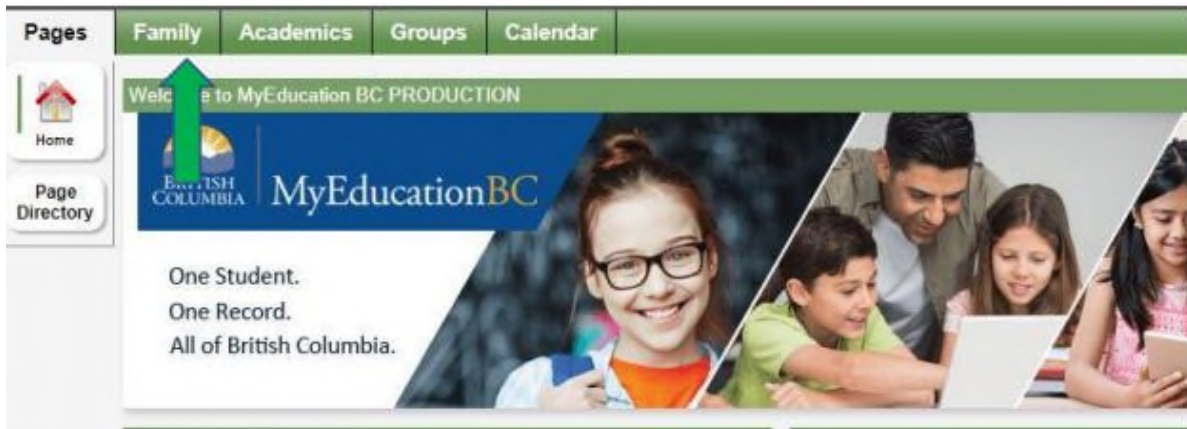 Pages Family Academics Groups Calendar
Home
Page
Directory
Welcome to MyEducation BC PRODUCTION
BRITISH
COLUMBIA
MyEducationBC
One Student.
One Record.
All of British Columbia.